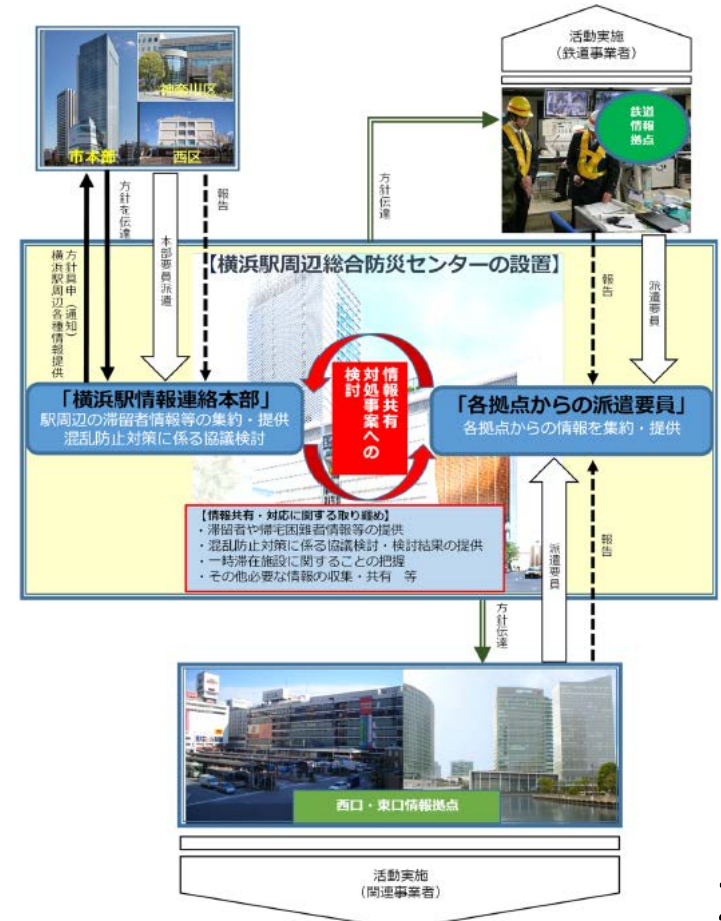 活動実施
（鉄道事業者）
神奈川区
市本部
西区
鉄道
情報
拠点
方針具申（通知）
横浜駅周辺各種情報提供
方針を伝達
本部要員派遣
報告
方針伝達
報告
派遣要員
【横浜駅周辺総合防災センターの設置】
「横浜駅情報連絡本部」
駅周辺の滞留者情報等の集約・提供
混乱防止対策に係る協議検討
情報共有
対処事案への
検討
「各拠点からの派遣要員」
各拠点からの情報を集約・提供
【情報共有・対応に関する取り纏め】
・滞留者や帰宅困難者情報等の提供
・混乱防止対策に係る協議検討・検討結果の提供
・一時滞在施設に関することの把握
・その他必要な情報の収集・共有　等
方針伝達
派遣要員
報告
西口・東口情報拠点
活動実施
（関連事業者）